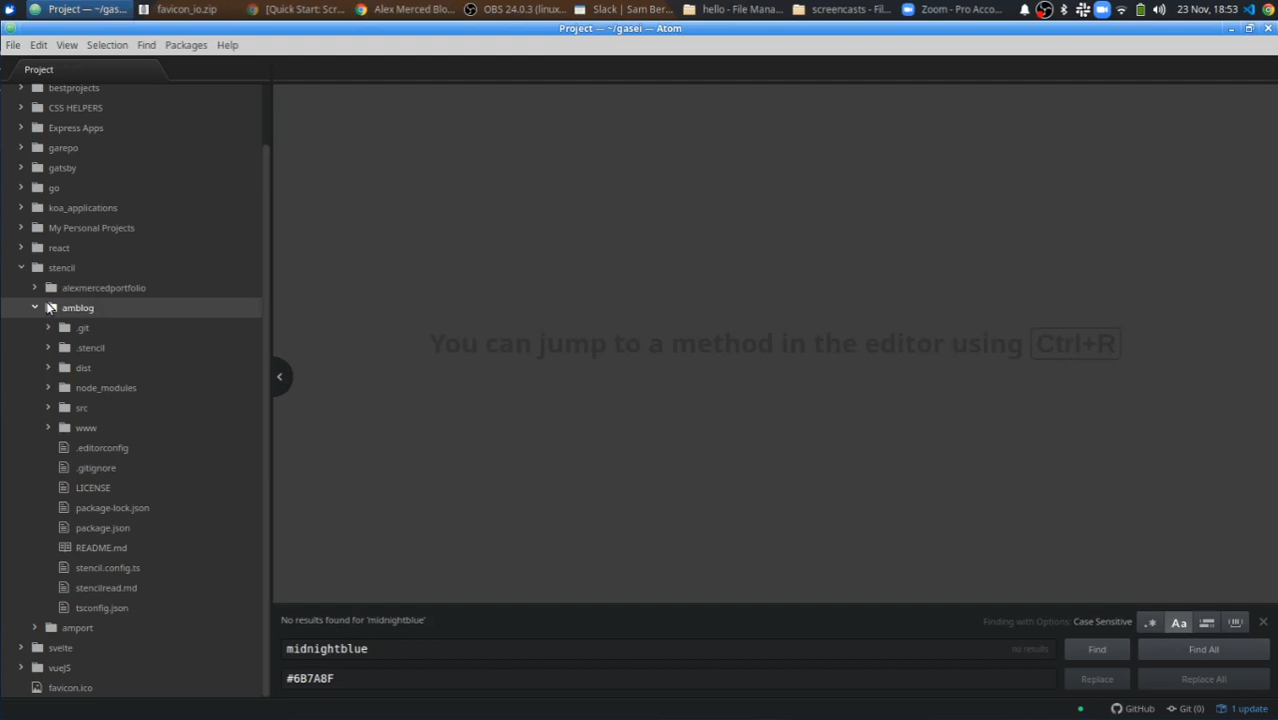 Project — ~/gas...
favicon_io.zip
[Quick Start: Scr...
Alex Merced Blo...
OBS 24.0.3 (linux...
Slack | Sam Ber...
hello - File Mana...
screencasts - Fil...
Zoom - Pro Acco...
23 Nov, 18:53
Project — ~/gasei — Atom
File Edit View Selection Find Packages Help
Project
bestprojects
CSS HELPERS
Express Apps
garepo
gatsby
go
koa_applications
My Personal Projects
react
stencil
alexmercedportfolio
amblog
.git
.stencil
dist
node_modules
src
www
.editorconfig
.gitignore
LICENSE
package-lock.json
package.json
README.md
stencil.config.ts
stencilread.md
tsconfig.json
amport
svelte
vueJS
favicon.ico
You can jump to a method in the editor using Ctrl+R
No results found for 'midnightblue'
Finding with Options: Case Sensitive
.* Aa
midnightblue
no results
Find
Find All
#6B7A8F
Replace
Replace All
GitHub
Git (0)
1 update